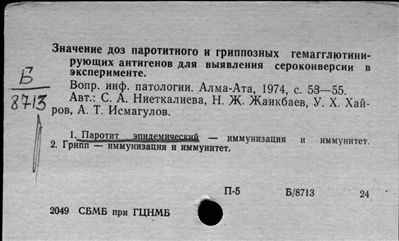 Значение доз паротитного и гриппозных гемагглютини-
рующих антигенов для выявления сероконверсии в
эксперименте.
Вопр. инф. патологии. Алма-Ата, 1974, с. 53—55.
Авт.: С. А. Ниеткалиева, Н. Ж. Жаикбаев, У. Х. Хай-
ров, А. Т. Исмагулов.
Б
8713
1. Паротит эпидемический — иммунизация и иммунитет.
2. Грипп — иммунизация и иммунитет.
П-5 Б/8713 24
2049 СБМБ при ГЦНМБ